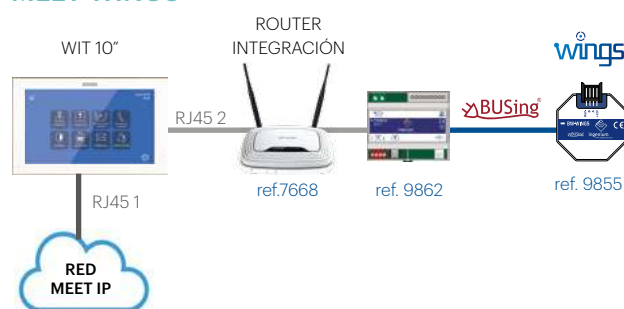 WIT 10”
ROUTER
INTEGRACIÓN
wings
RJ45 2
BUSing®
ref.7668
ref. 9862
ref. 9855
RJ45 1
RED
MEET IP